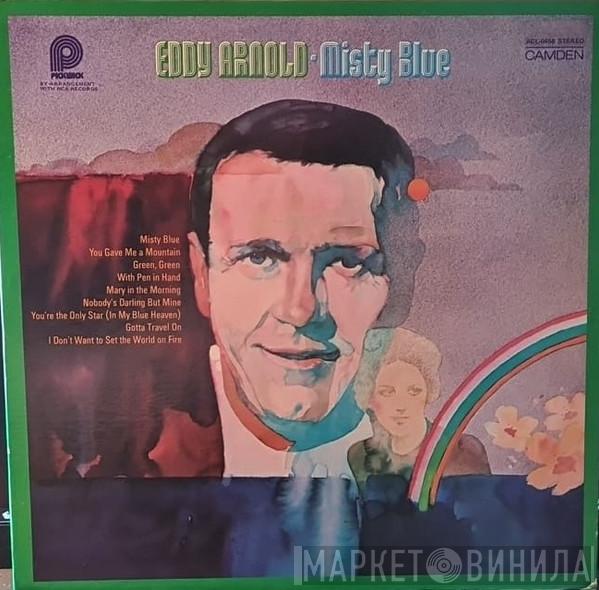 PICKWICK
BY ARRANGEMENT
WITH RCA RECORDS
EDDY ARNOLD • Misty Blue
ACL-0458 STEREO
CAMDEN
Misty Blue
You Gave Me a Mountain
Green, Green
With Pen in Hand
Mary in the Morning
Nobody's Darling But Mine
You're the Only Star (In My Blue Heaven)
Gotta Travel On
I Don't Want to Set the World on Fire
МАРКЕТ ВИНИЛА